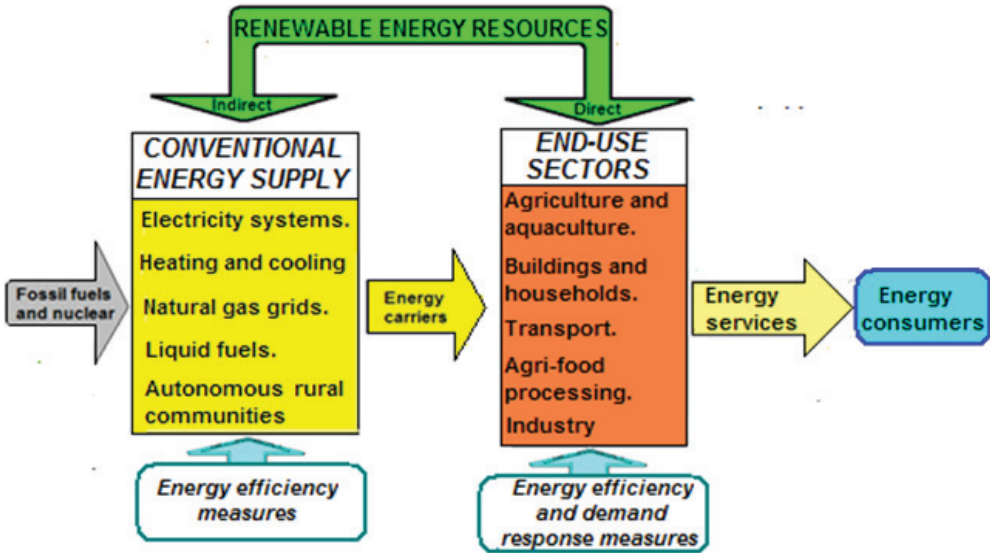 RENEWABLE ENERGY RESOURCES
Indirect
Direct
CONVENTIONAL
ENERGY SUPPLY
Electricity systems.
Heating and cooling
Natural gas grids.
Liquid fuels.
Autonomous rural
communities
END-USE
SECTORS
Agriculture and
aquaculture.
Buildings and
households.
Transport.
Agri-food
processing.
Industry
Fossil fuels
and nuclear
Energy
carriers
Energy
services
Energy
consumers
Energy efficiency
measures
Energy efficiency
and demand
response measures